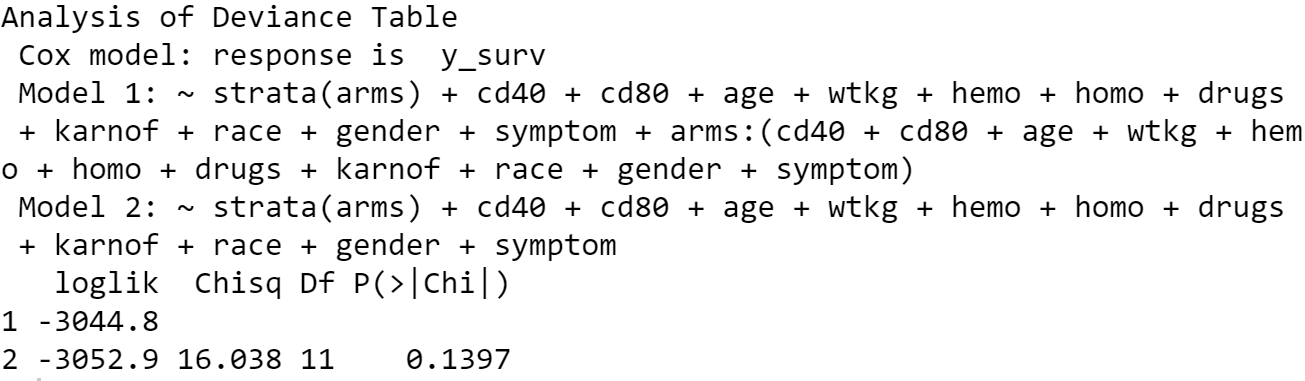 Analysis of Deviance Table
 Cox model: response is  y_surv
 Model 1: ~ strata(arms) + cd40 + cd80 + age + wtkg + hemo + homo + drugs
 + karnof + race + gender + symptom + arms:(cd40 + cd80 + age + wtkg + hem
o + homo + drugs + karnof + race + gender + symptom)
 Model 2: ~ strata(arms) + cd40 + cd80 + age + wtkg + hemo + homo + drugs
 + karnof + race + gender + symptom
   loglik  Chisq Df P(>|Chi|)
1 -3044.8
2 -3052.9 16.038 11    0.1397